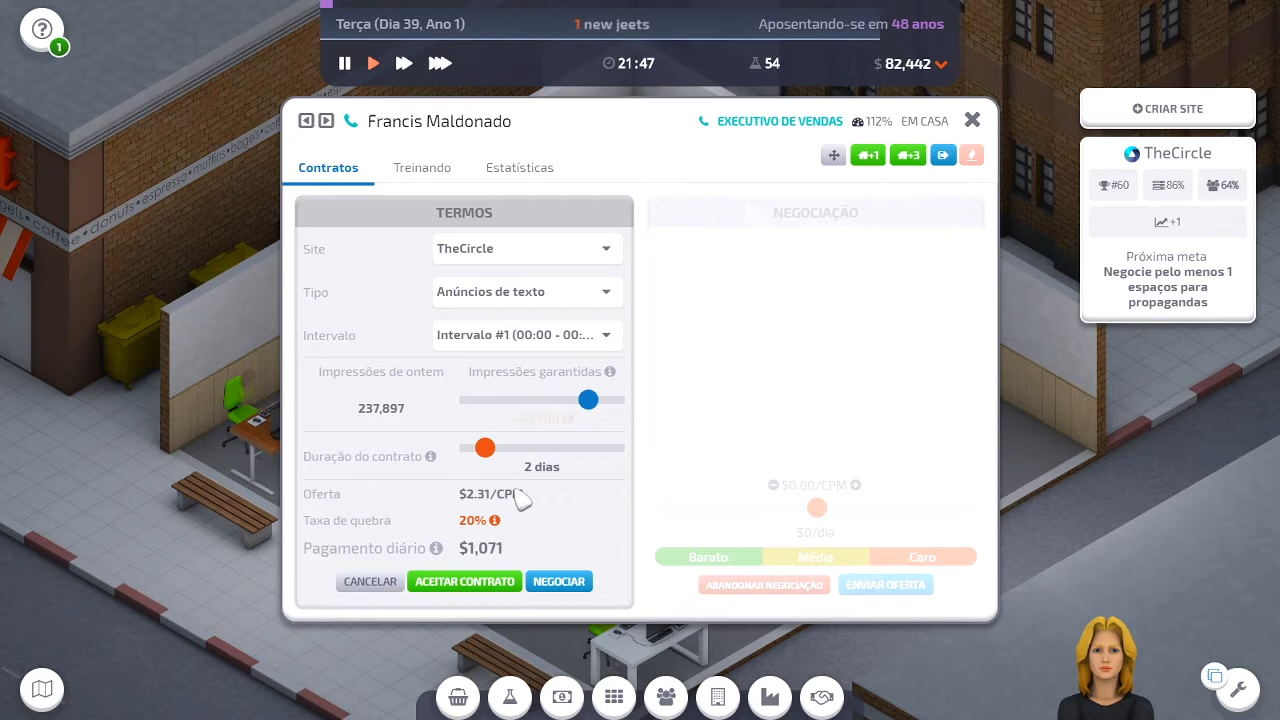 Terça (Dia 39, Ano 1)
1 new jeets
Aposentando-se em 48 anos
21:47
54
$ 82,442
?
1
CRIAR SITE
TheCircle
#60
86%
64%
+1
Próxima meta
Negocie pelo menos 1
espaços para
propagandas
Francis Maldonado
EXECUTIVO DE VENDAS
112%
EM CASA
+1
+3
Contratos
Treinando
Estatísticas
TERMOS
Site
TheCircle
Tipo
Anúncios de texto
Intervalo
Intervalo #1 (00:00 - 00:...
Impressões de ontem
Impressões garantidas
237,897
Duração do contrato
2 dias
Oferta
$2.31/CPM
Taxa de quebra
20%
Pagamento diário
$1,071
CANCELAR
ACEITAR CONTRATO
NEGOCIAR
NEGOCIAÇÃO
$0.00/CPM
$0/dia
Barato
Média
Caro
ABANDONAR NEGOCIAÇÃO
ENVIAR OFERTA
coffee • donuts • espresso • muffins • bagels • coffe